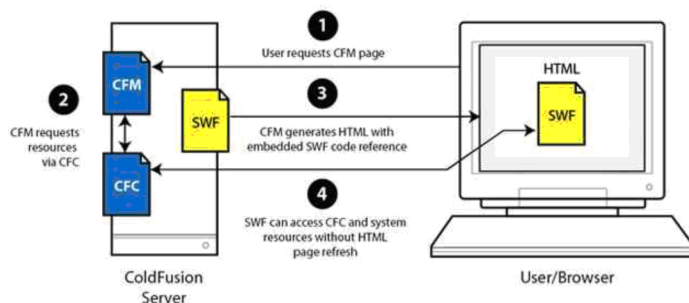 1
User requests CFM page
HTML
CFM
2
3
SWF
SWF
CFM requests
resources
via CFC
CFM generates HTML with
embedded SWF code reference
CFC
4
SWF can access CFC and system
resources without HTML
page refresh
ColdFusion
Server
User/Browser